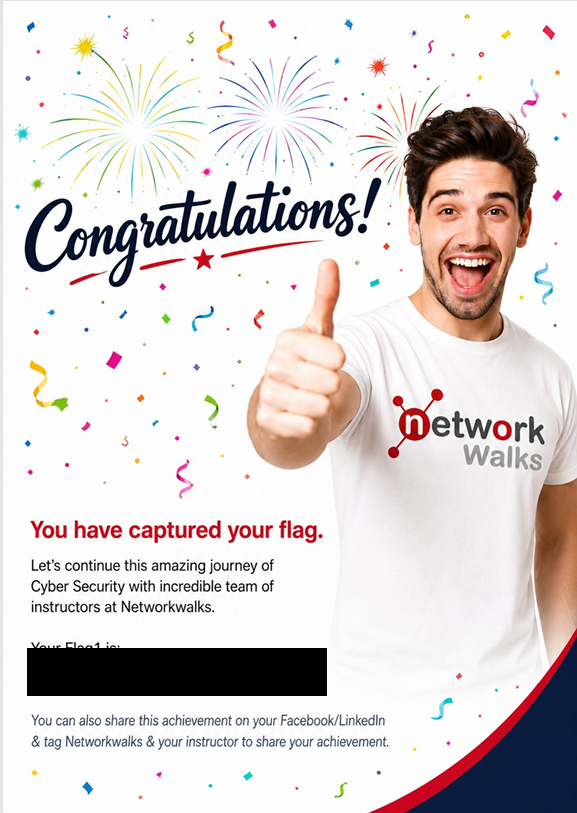 Congratulations!
network
Walks
You have captured your flag.
Let's continue this amazing journey of
Cyber Security with incredible team of
instructors at Networkwalks.
Your Flag1 is:
You can also share this achievement on your Facebook/LinkedIn
& tag Networkwalks & your instructor to share your achievement.